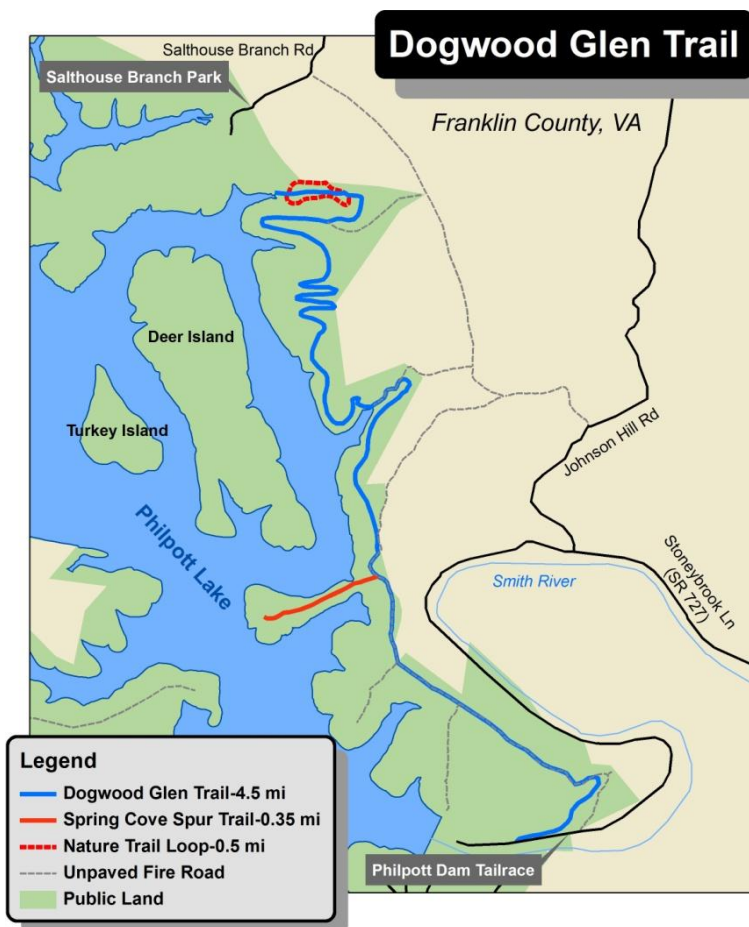 Dogwood Glen Trail
Salthouse Branch Rd
Salthouse Branch Park
Franklin County, VA
Deer Island
Turkey Island
Johnson Hill Rd
Philpott Lake
Smith River
Stoneybrook Ln
(SR 727)
Legend
Dogwood Glen Trail-4.5 mi
Spring Cove Spur Trail-0.35 mi
Nature Trail Loop-0.5 mi
Unpaved Fire Road
Public Land
Philpott Dam Tailrace